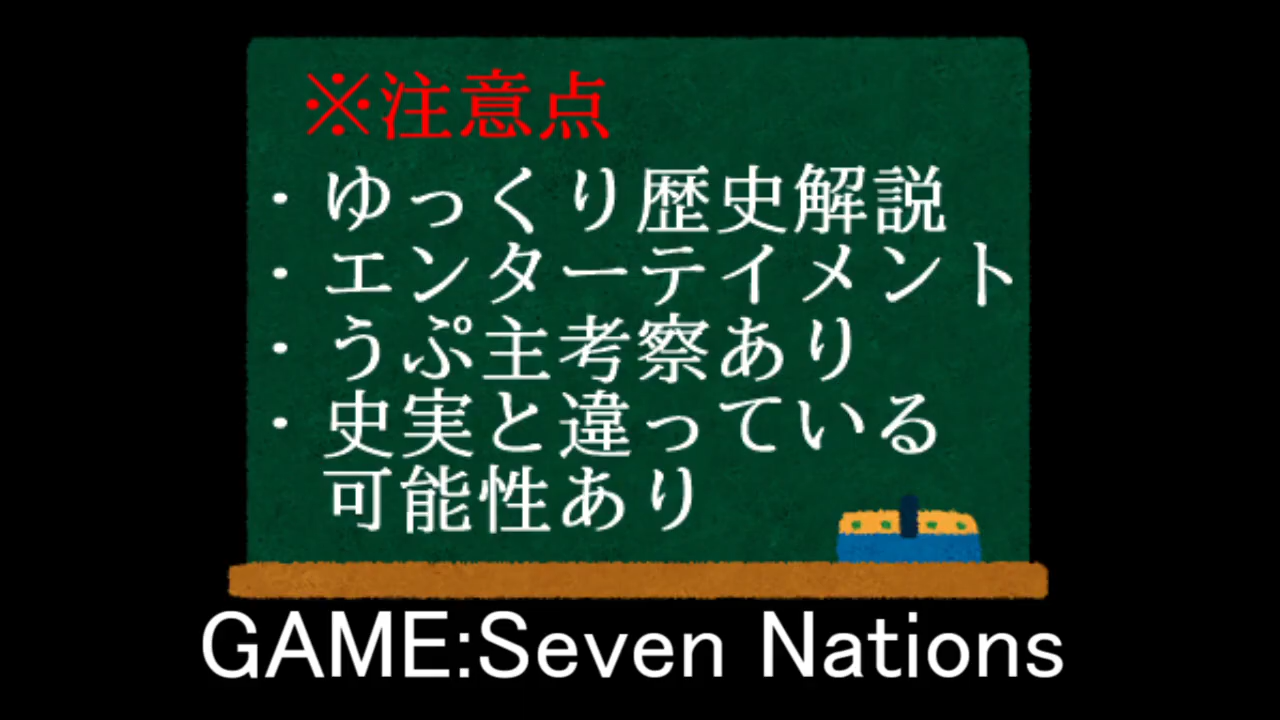 ※注意点
・ゆっくり歴史解説
・エンターテイメント
・うぷ主考察あり
・史実と違っている
可能性あり
GAME:Seven Nations